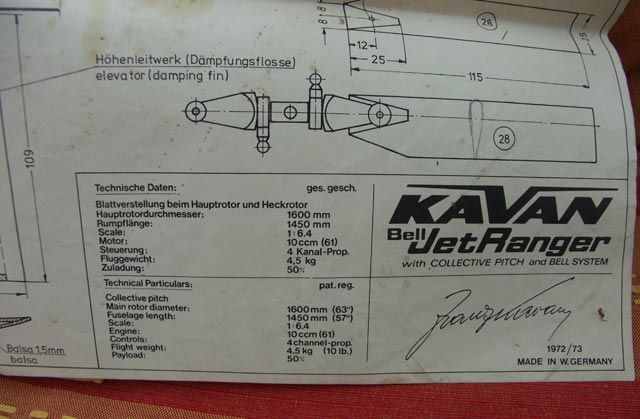 8
8
12
25
115
15
28
Höhenleitwerk (Dämpfungsflosse)
elevator (damping fin)
28
109
Technische Daten: ges. gesch.
Blattverstellung beim Hauptrotor und Heckrotor
Hauptrotordurchmesser: 1600 mm
Rumpflänge: 1450 mm
Scale: 1:6.4
Motor: 10 ccm (61)
Steuerung: 4 Kanal-Prop.
Fluggewicht: 4,5 kg
Zuladung: 50%
Technical Particulars: pat. reg.
Collective pitch
Main rotor diameter: 1600 mm (63")
Fuselage length: 1450 mm (57")
Scale: 1:6.4
Engine: 10 ccm (61)
Controls: 4 channel-prop.
Flight weight: 4,5 kg (10 lb.)
Payload: 50%
KAVAN
Bell JetRanger
with COLLECTIVE PITCH and BELL SYSTEM
Franz Kavan
1972/73
MADE IN W. GERMANY
Balsa 1,5mm
balsa